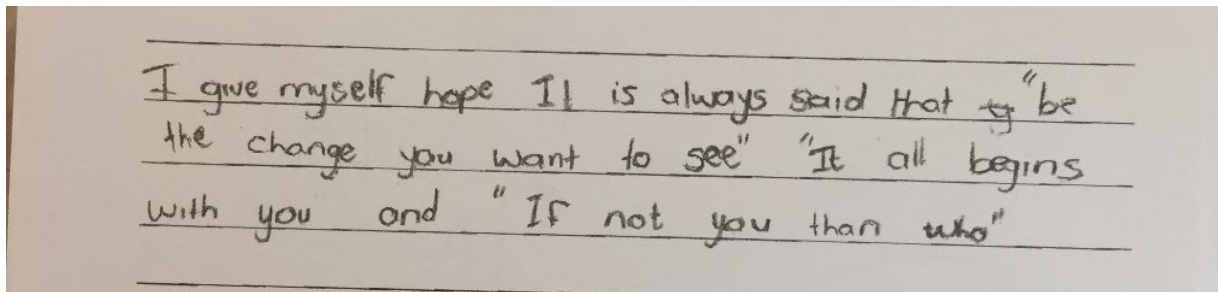 I give myself hope It is always said that "be
the change you want to see" "It all begins
with you and "If not you than who"